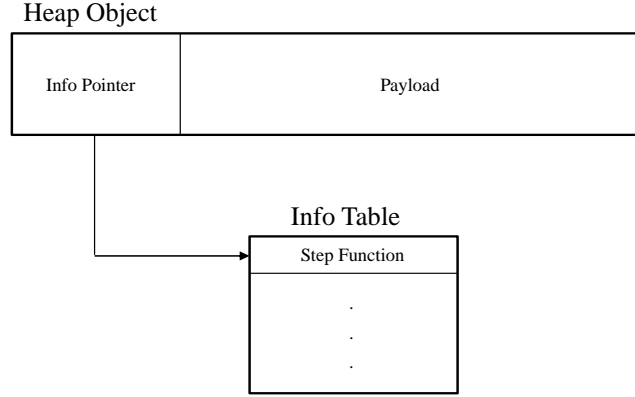 Heap Object
Info Pointer
Payload
Info Table
Step Function
.
.
.